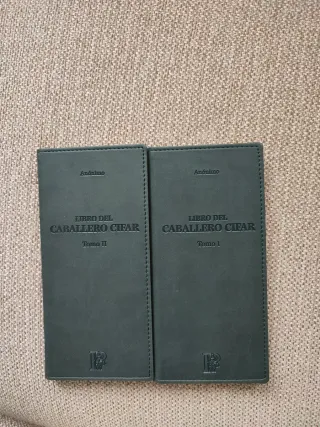 Anónimo
LIBRO DEL
CABALLERO CIFAR
Tomo II
Anónimo
LIBRO DEL
CABALLERO CIFAR
Tomo I